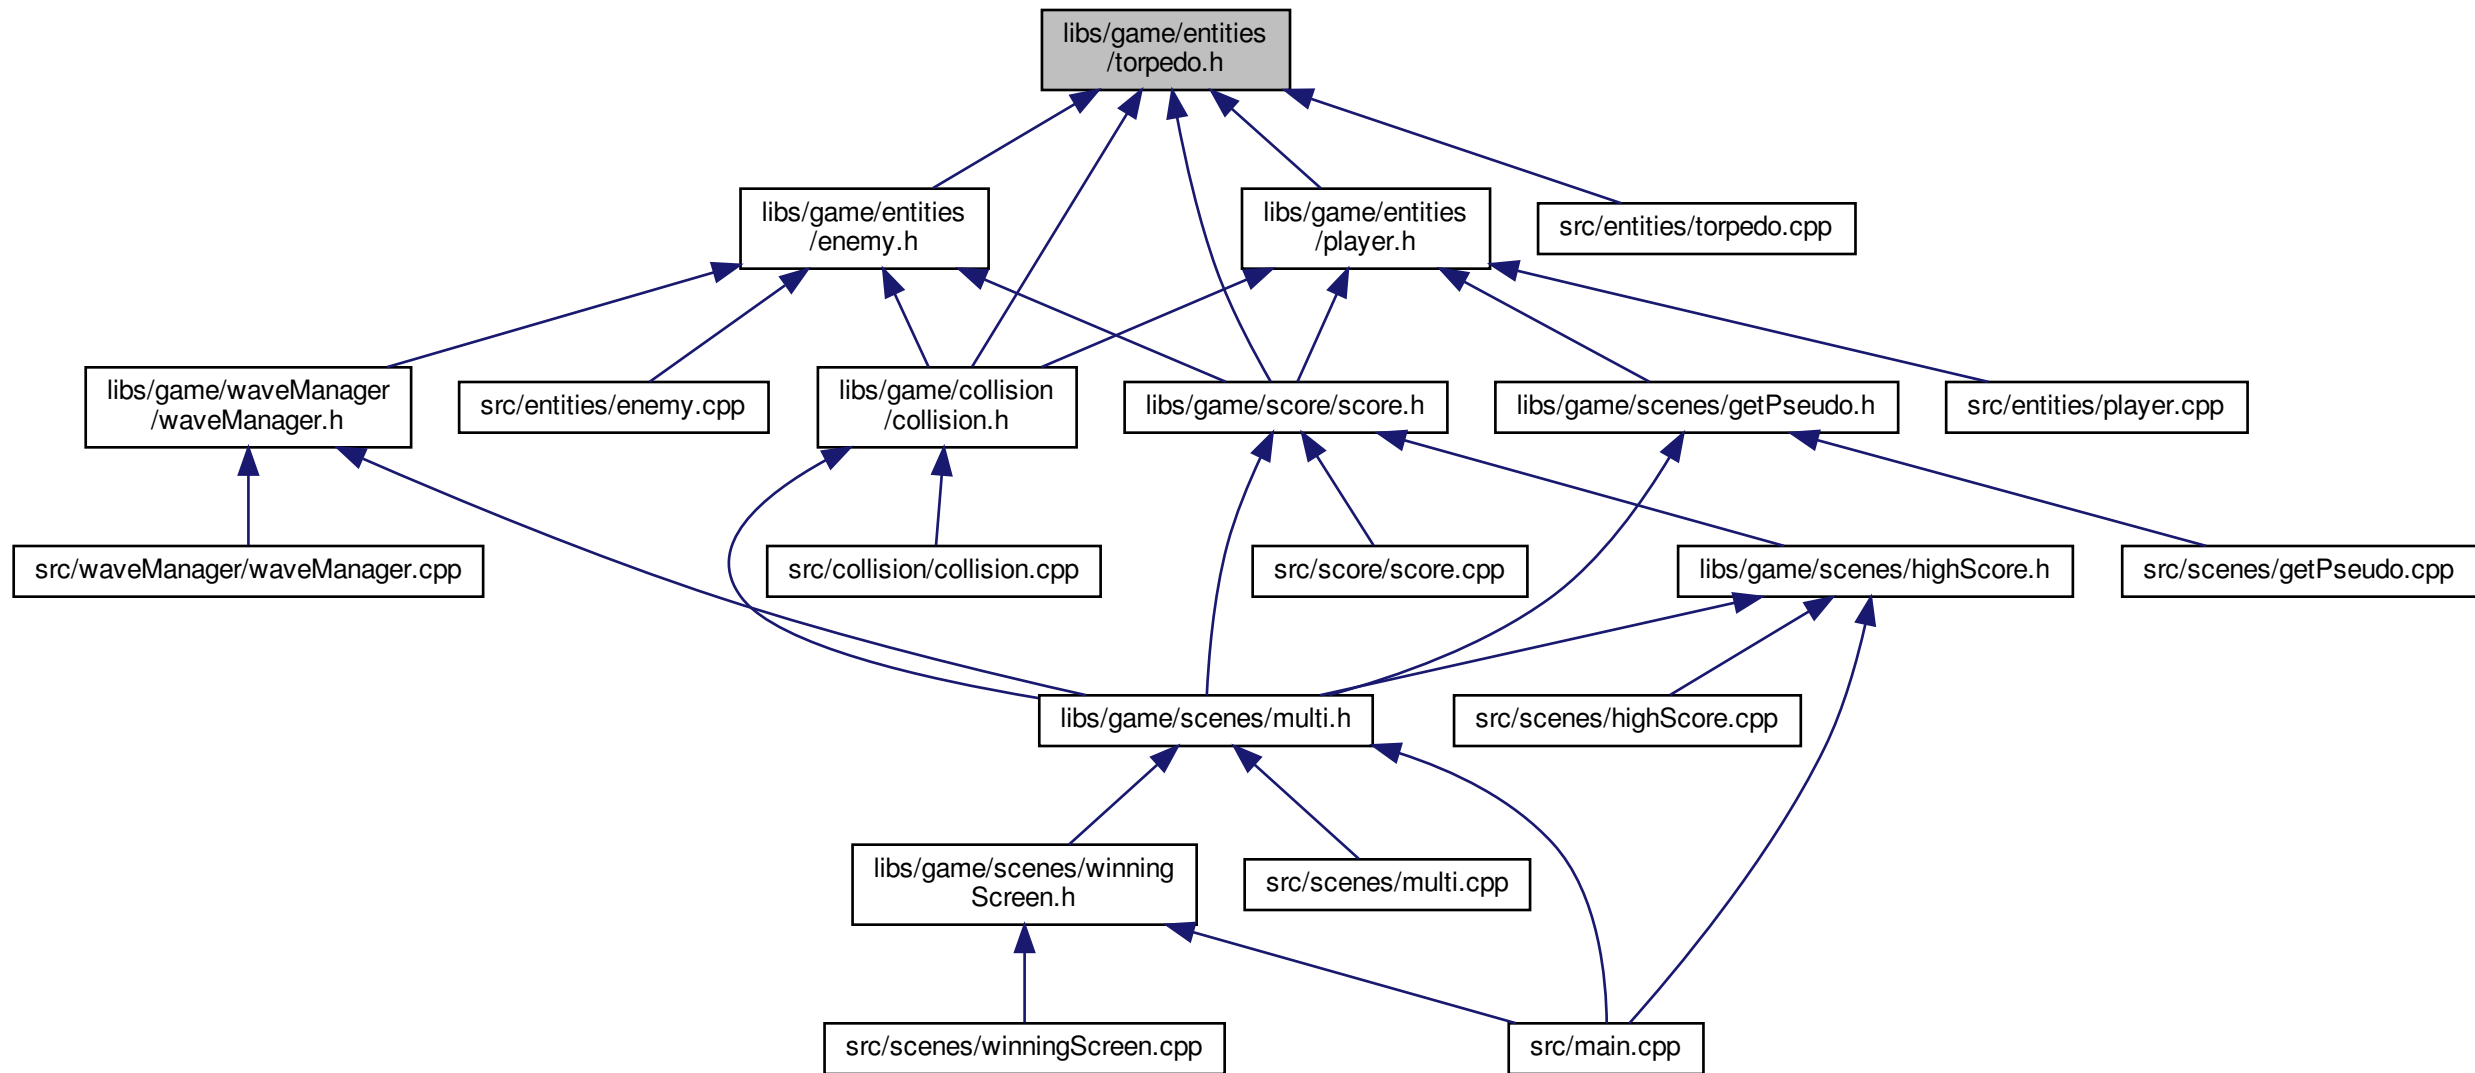 libs/game/entities
/torpedo.h
libs/game/entities
/enemy.h
libs/game/entities
/player.h
src/entities/torpedo.cpp
libs/game/waveManager
/waveManager.h
src/entities/enemy.cpp
libs/game/collision
/collision.h
libs/game/score/score.h
libs/game/scenes/getPseudo.h
src/entities/player.cpp
src/waveManager/waveManager.cpp
src/collision/collision.cpp
src/score/score.cpp
libs/game/scenes/highScore.h
src/scenes/getPseudo.cpp
libs/game/scenes/multi.h
src/scenes/highScore.cpp
libs/game/scenes/winning
Screen.h
src/scenes/multi.cpp
src/scenes/winningScreen.cpp
src/main.cpp